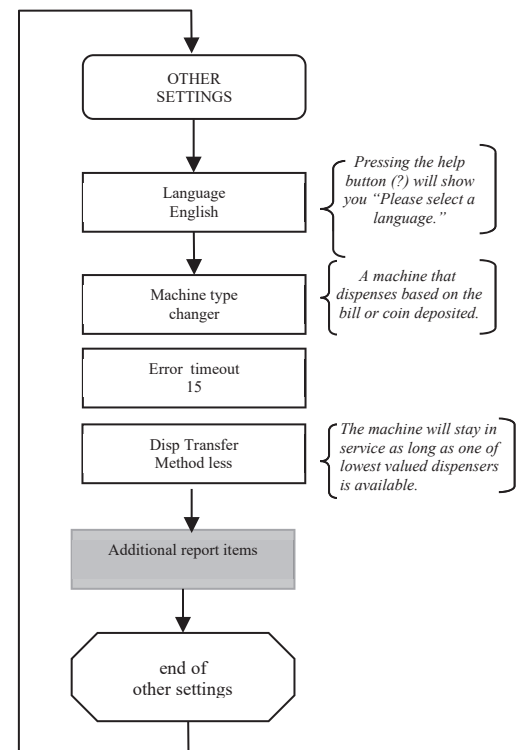 OTHER
SETTINGS
Language
English
Pressing the help
button (?) will show
you “Please select a
language.”
Machine type
changer
A machine that
dispenses based on the
bill or coin deposited.
Error timeout
15
Disp Transfer
Method less
The machine will stay in
service as long as one of
lowest valued dispensers
is available.
Additional report items
end of
other settings